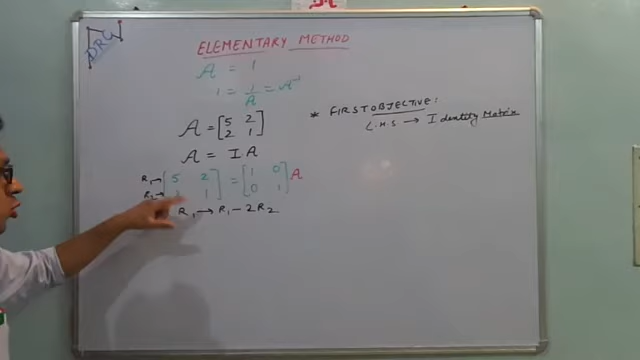 DRW
ELEMENTARY METHOD
A = 1
1 = 1/A = A⁻¹
A = [5 2
2 1]
* FIRST OBJECTIVE:
L.H.S → Identity Matrix
A = I A
R₁→ [5 2 = [1 0
R₂→ 1] 0 1] A
R₁ → R₁ - 2R₂